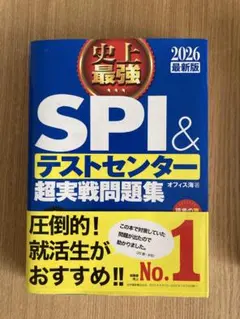 史上
最強
2026
最新版
SPI&
テストセンター
超実戦問題集
オフィス海
圧倒的!
就活生が
おすすめ!!
この本で対策していた
問題が出たので
助かりました。
No.1